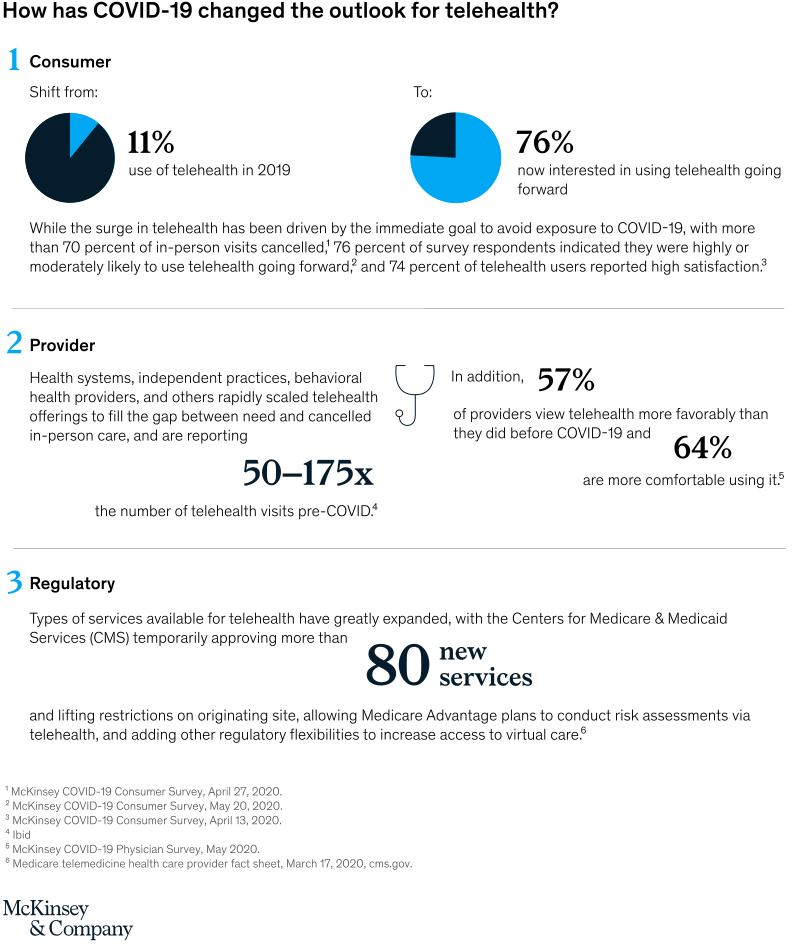 How has COVID-19 changed the outlook for telehealth?
1 Consumer
Shift from:
11%
use of telehealth in 2019
To:
76%
now interested in using telehealth going
forward
While the surge in telehealth has been driven by the immediate goal to avoid exposure to COVID-19, with more
than 70 percent of in-person visits cancelled,¹ 76 percent of survey respondents indicated they were highly or
moderately likely to use telehealth going forward,² and 74 percent of telehealth users reported high satisfaction.³
2 Provider
Health systems, independent practices, behavioral
health providers, and others rapidly scaled telehealth
offerings to fill the gap between need and cancelled
in-person care, and are reporting
50–175x
the number of telehealth visits pre-COVID.⁴
In addition, 57%
of providers view telehealth more favorably than
they did before COVID-19 and
64%
are more comfortable using it.⁵
3 Regulatory
Types of services available for telehealth have greatly expanded, with the Centers for Medicare & Medicaid
Services (CMS) temporarily approving more than
80 new
services
and lifting restrictions on originating site, allowing Medicare Advantage plans to conduct risk assessments via
telehealth, and adding other regulatory flexibilities to increase access to virtual care.⁶
¹ McKinsey COVID-19 Consumer Survey, April 27, 2020.
² McKinsey COVID-19 Consumer Survey, May 20, 2020.
³ McKinsey COVID-19 Consumer Survey, April 13, 2020.
⁴ Ibid
⁵ McKinsey COVID-19 Physician Survey, May 2020.
⁶ Medicare telemedicine health care provider fact sheet, March 17, 2020, cms.gov.
McKinsey
& Company